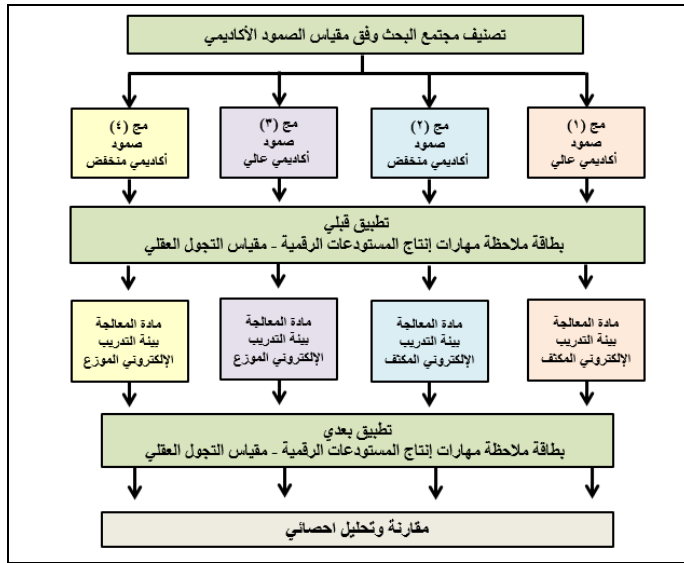 تصنيف مجتمع البحث وفق مقياس الصمود الأكاديمي
مج (١)
صمود
أكاديمي عالي
مج (٢)
صمود
أكاديمي منخفض
مج (٣)
صمود
أكاديمي عالي
مج (٤)
صمود
أكاديمي منخفض
تطبيق قبلي
بطاقة ملاحظة مهارات إنتاج المستودعات الرقمية - مقياس التجول العقلي
مادة المعالجة
بيئة التدريب
الإلكتروني المكثف
مادة المعالجة
بيئة التدريب
الإلكتروني المكثف
مادة المعالجة
بيئة التدريب
الإلكتروني الموزع
مادة المعالجة
بيئة التدريب
الإلكتروني الموزع
تطبيق بعدي
بطاقة ملاحظة مهارات إنتاج المستودعات الرقمية - مقياس التجول العقلي
مقارنة وتحليل احصائي